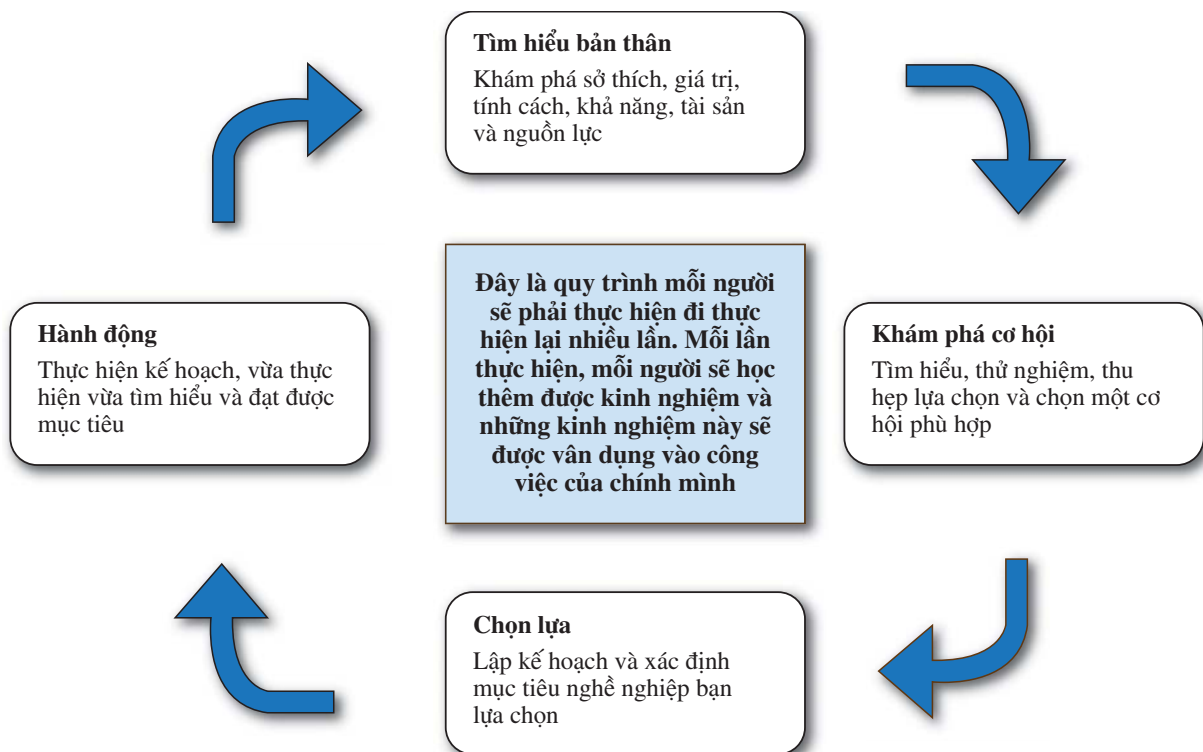 Tìm hiểu bản thân
Khám phá sở thích, giá trị,
tính cách, khả năng, tài sản
và nguồn lực
Đây là quy trình mỗi người
sẽ phải thực hiện đi thực
hiện lại nhiều lần. Mỗi lần
thực hiện, mỗi người sẽ học
thêm được kinh nghiệm và
những kinh nghiệm này sẽ
được vân dụng vào công
việc của chính mình
Hành động
Thực hiện kế hoạch, vừa thực
hiện vừa tìm hiểu và đạt được
mục tiêu
Khám phá cơ hội
Tìm hiểu, thử nghiệm, thu
hẹp lựa chọn và chọn một cơ
hội phù hợp
Chọn lựa
Lập kế hoạch và xác định
mục tiêu nghề nghiệp bạn
lựa chọn